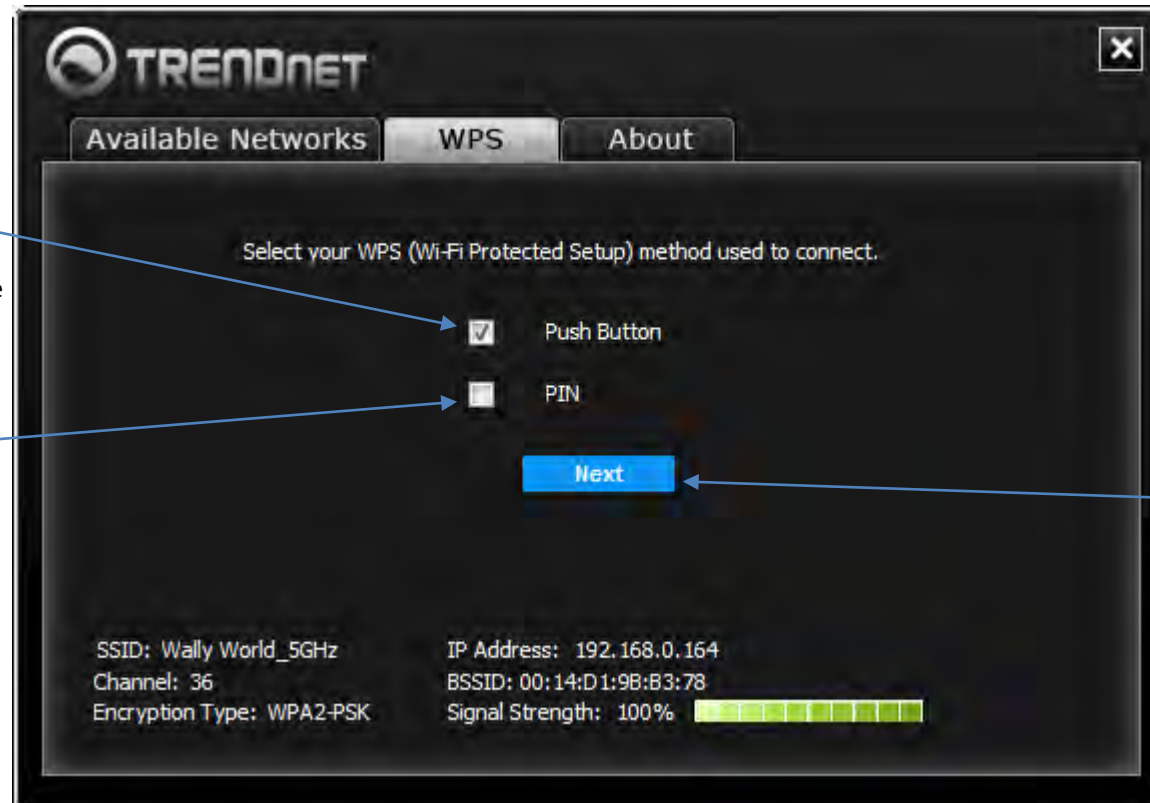 TRENDNET
Available Networks WPS About
Select your WPS (Wi-Fi Protected Setup) method used to connect.
e
Push Button
PIN
Next
SSID: Wally World_5GHz IP Address: 192.168.0.164
Channel: 36 BSSID: 00:14:D1:9B:B3:78
Encryption Type: WPA2-PSK Signal Strength: 100%